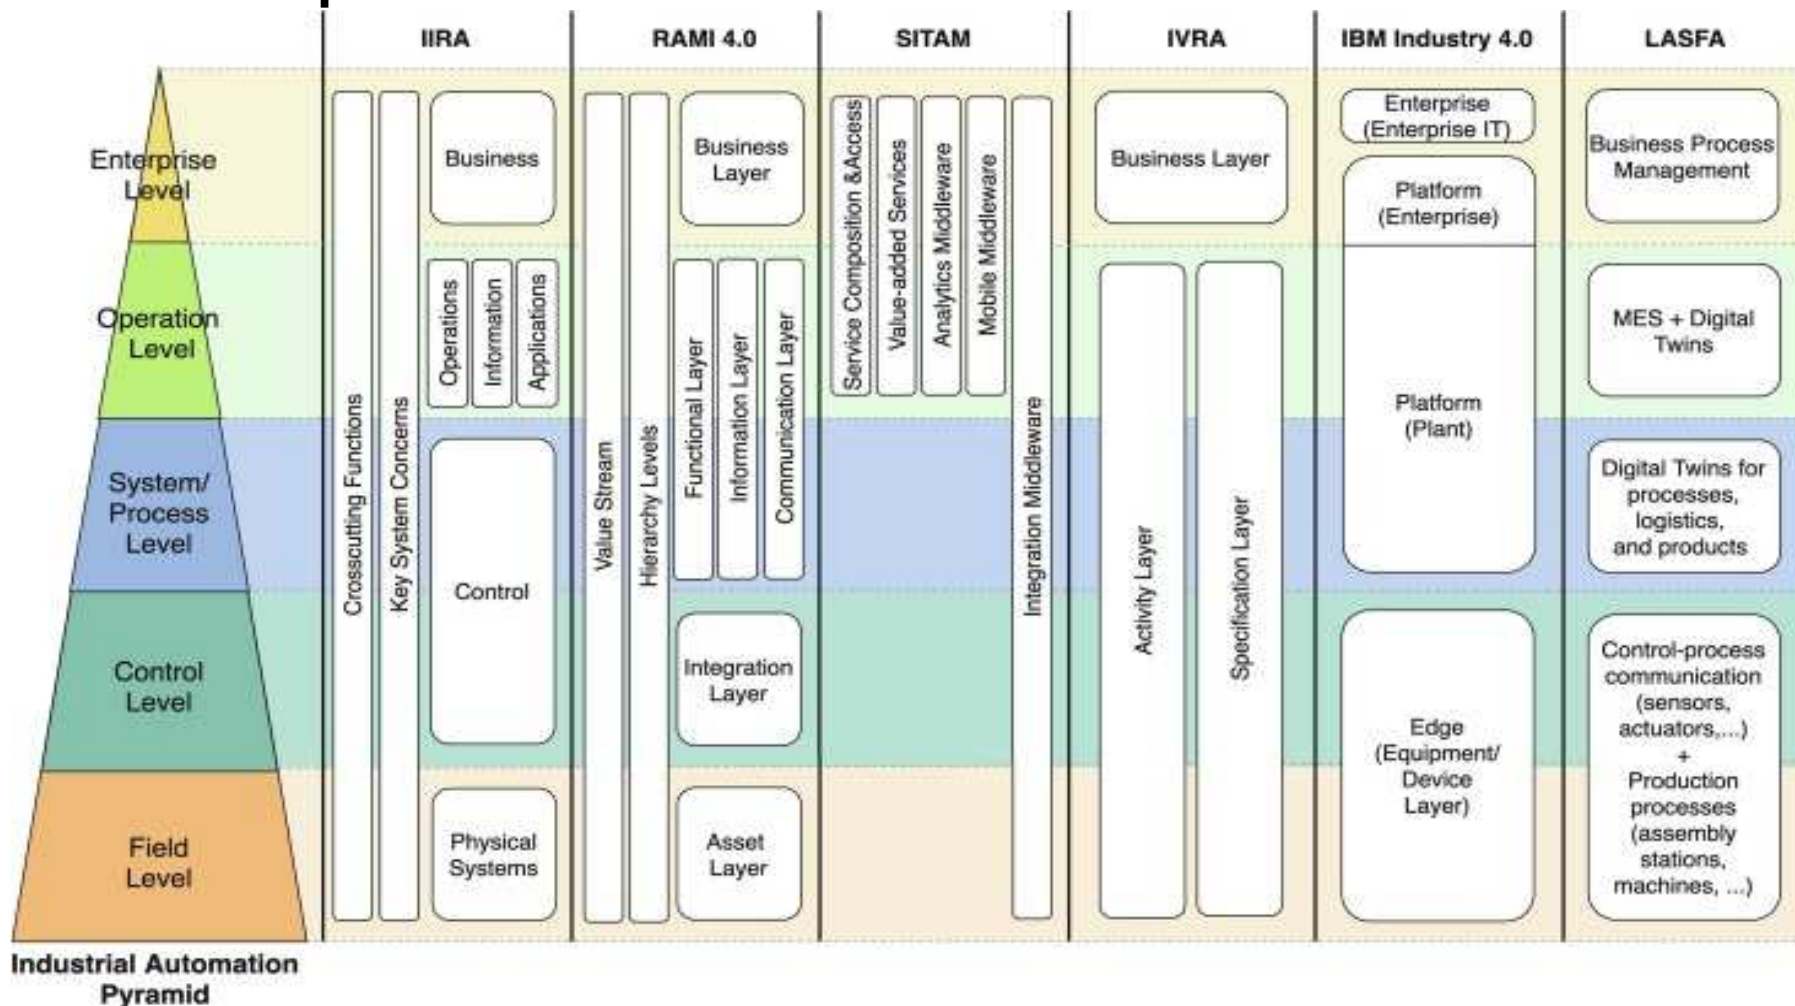 IIRA
RAMI 4.0
SITAM
IVRA
IBM Industry 4.0
LASFA
Enterprise
Level
Operation
Level
System/
Process
Level
Control
Level
Field
Level
Industrial Automation
Pyramid
Crosscutting Functions
Key System Concerns
Business
Operations
Information
Applications
Control
Physical
Systems
Value Stream
Hierarchy Levels
Business
Layer
Functional Layer
Information Layer
Communication Layer
Integration
Layer
Asset
Layer
Service Composition &Access
Value-added Services
Analytics Middleware
Mobile Middleware
Integration Middleware
Business Layer
Activity Layer
Specification Layer
Enterprise
(Enterprise IT)
Platform
(Enterprise)
Platform
(Plant)
Edge
(Equipment/
Device
Layer)
Business Process
Management
MES + Digital
Twins
Digital Twins for
processes,
logistics,
and products
Control-process
communication
(sensors,
actuators,...)
+
Production
processes
(assembly
stations,
machines, ...)